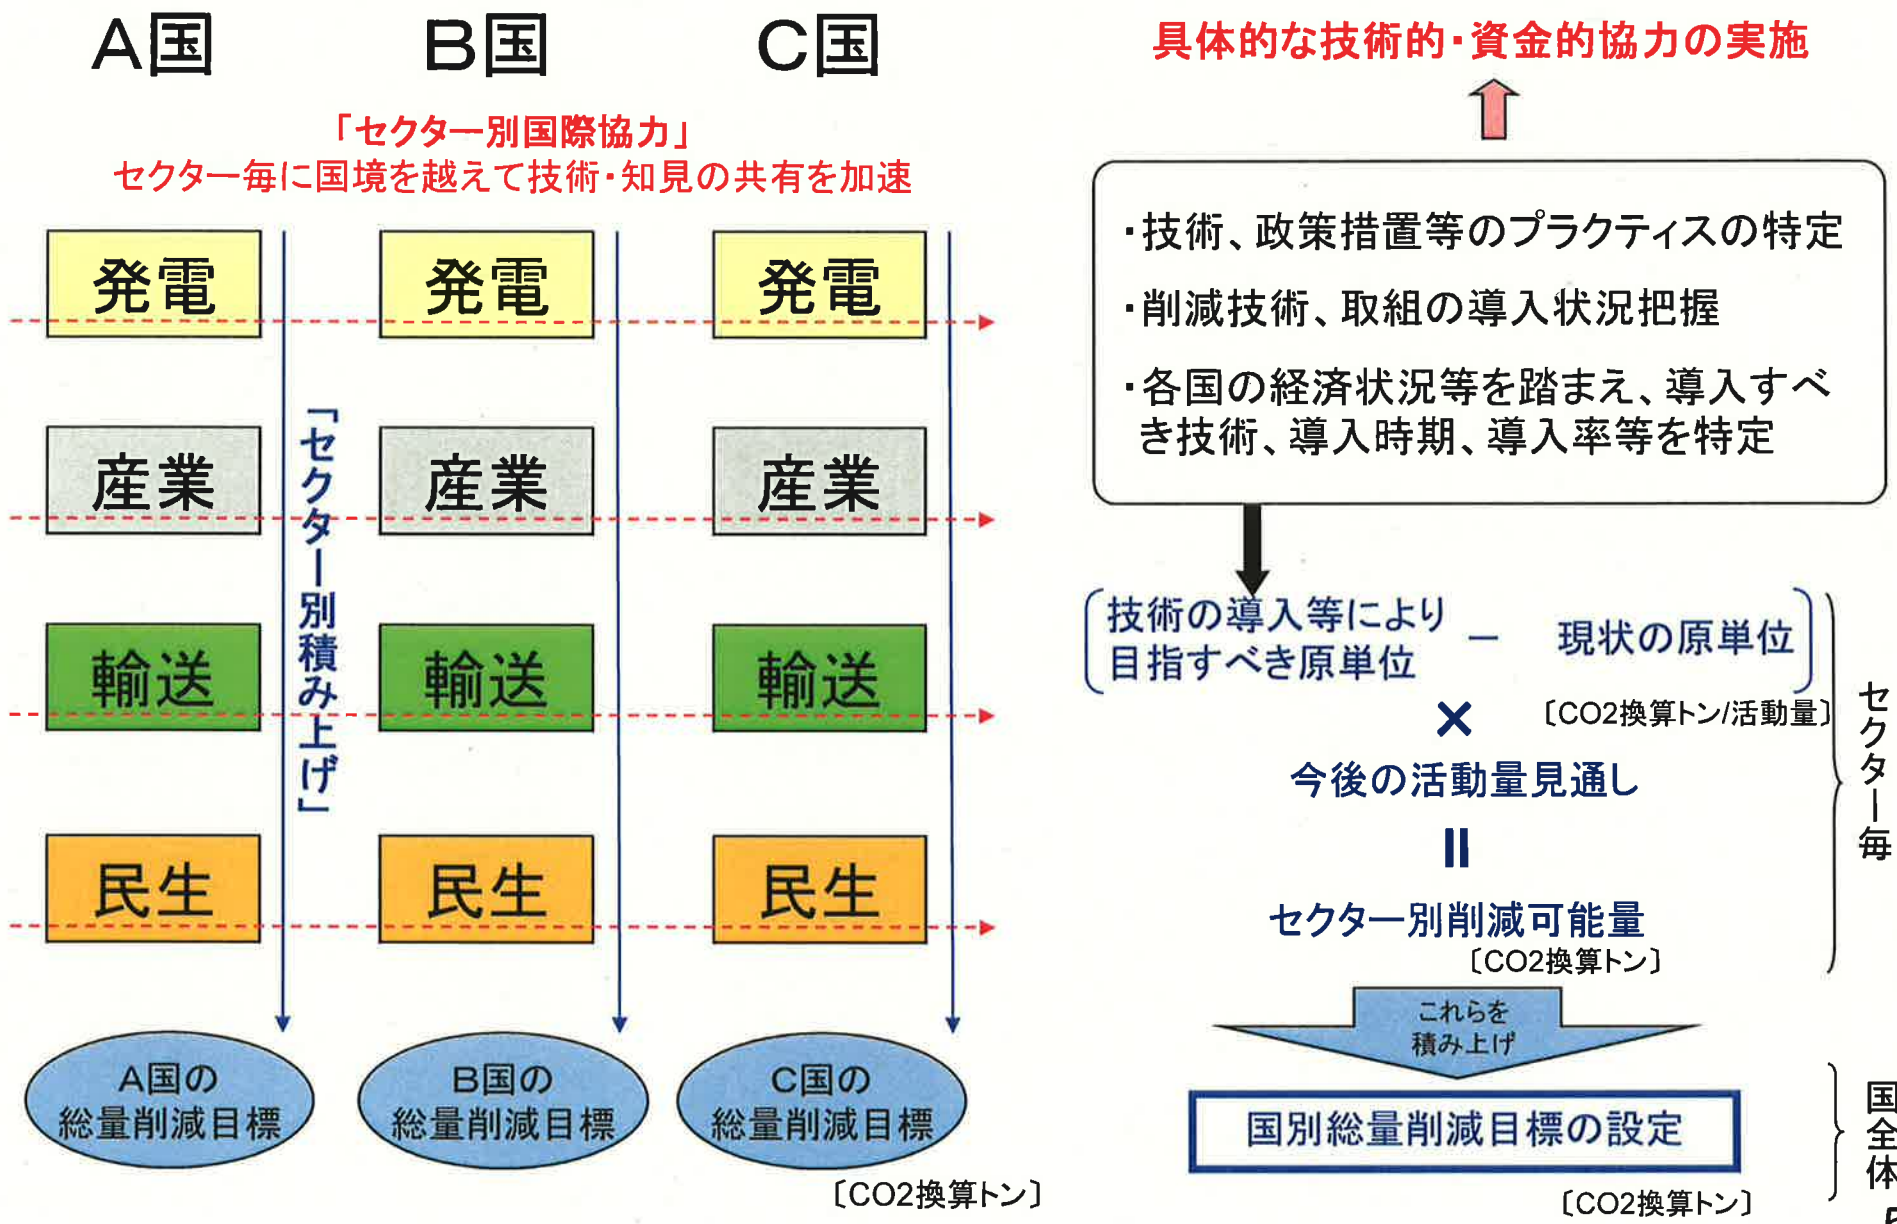 A国
B国
C国
「セクター別国際協力」
セクター毎に国境を越えて技術・知見の共有を加速
発電
発電
発電
産業
産業
産業
輸送
輸送
輸送
民生
民生
民生
「セクター別積み上げ」
A国の
総量削減目標
B国の
総量削減目標
C国の
総量削減目標
〔CO2換算トン〕
具体的な技術的・資金的協力の実施
・技術、政策措置等のプラクティスの特定
・削減技術、取組の導入状況把握
・各国の経済状況等を踏まえ、導入すべ
き技術、導入時期、導入率等を特定
技術の導入等により
目指すべき原単位
－
現状の原単位
〔CO2換算トン/活動量〕
×
今後の活動量見通し
=
セクター別削減可能量
〔CO2換算トン〕
セクター毎
これらを
積み上げ
国別総量削減目標の設定
〔CO2換算トン〕
国全体